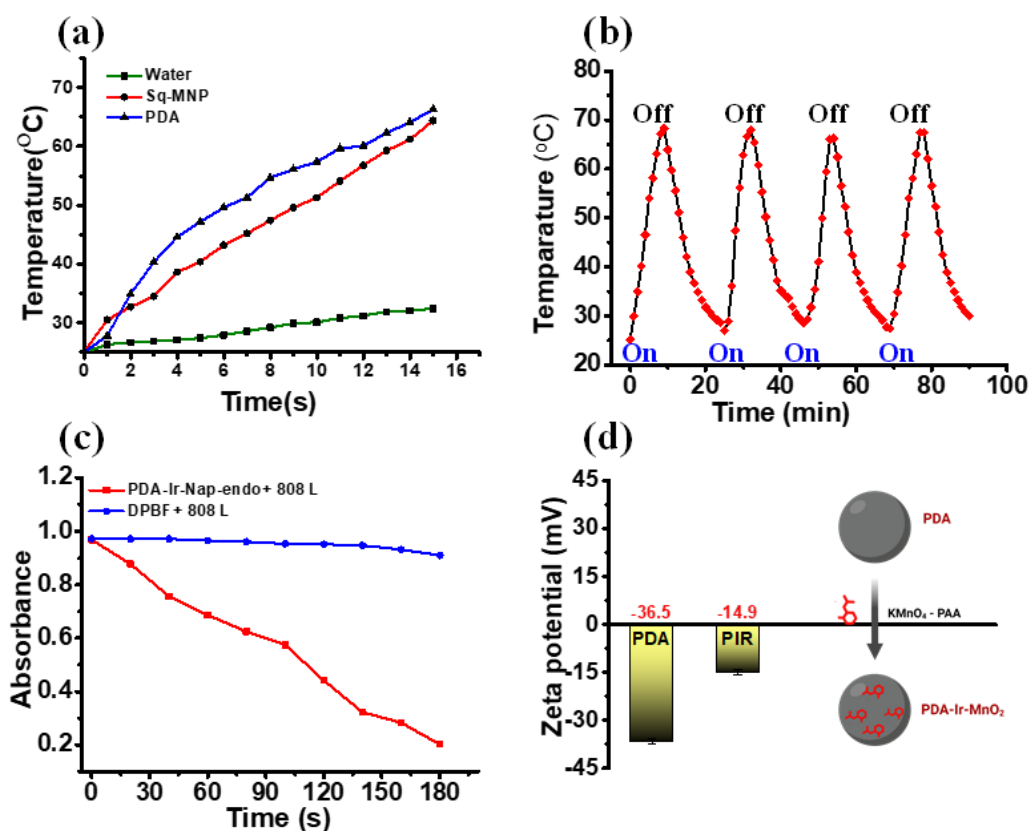 (a)
Water
Sq-MNP
PDA
Temperature(°C)
70
60
50
40
30
0 2 4 6 8 10 12 14 16
Time(s)
(b)
Temparature (°C)
80
70
60
50
40
30
20
Off Off Off Off
On On On On
0 20 40 60 80 100
Time (min)
(c)
PDA-Ir-Nap-endo+ 808 L
DPBF + 808 L
Absorbance
1.2
1.0
0.8
0.6
0.4
0.2
0 30 60 90 120 150 180
Time (s)
(d)
Zeta potential (mV)
45
30
15
0
-15
-30
-45
-36.5 -14.9
PDA PIR
PDA
KMnO₄ - PAA
PDA-Ir-MnO₂